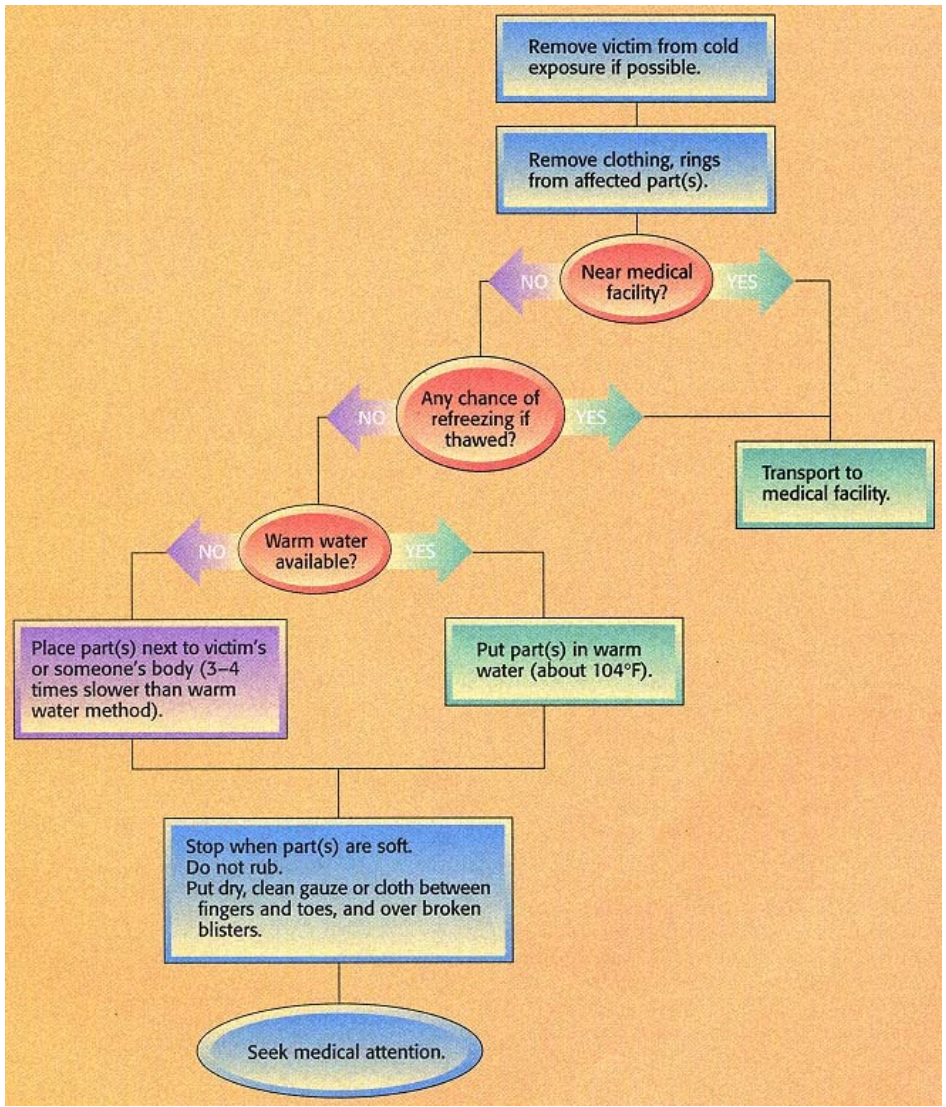 Remove victim from cold
exposure if possible.
Remove clothing, rings
from affected part(s).
Near medical
facility?
NO
YES
Any chance of
refreezing if
thawed?
NO
YES
Transport to
medical facility.
Warm water
available?
NO
YES
Place part(s) next to victim's
or someone's body (3–4
times slower than warm
water method).
Put part(s) in warm
water (about 104°F).
Stop when part(s) are soft.
Do not rub.
Put dry, clean gauze or cloth between
fingers and toes, and over broken
blisters.
Seek medical attention.